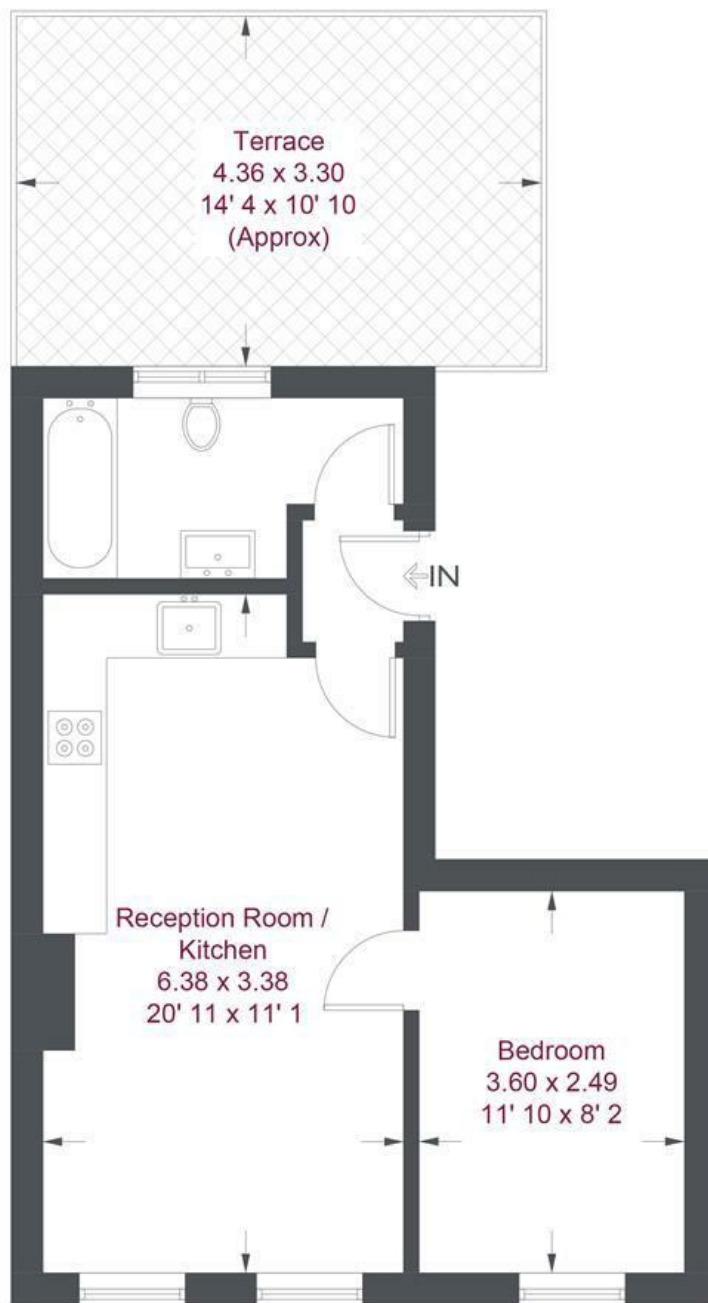 Terrace
4.36 x 3.30
14' 4 x 10' 10
(Approx)
IN
Reception Room /
Kitchen
6.38 x 3.38
20' 11 x 11' 1
Bedroom
3.60 x 2.49
11' 10 x 8' 2